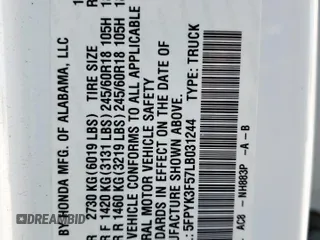 BY HONDA MFG. OF ALABAMA, LLC
R 2730 KG (6019 LBS) TIRE SIZE
R F 1420 KG (3131 LBS) 245/60R18 105H
R R 1460 KG (3219 LBS) 245/60R18 105H
VEHICLE CONFORMS TO ALL APPLICABLE
RAL MOTOR VEHICLE SAFETY
DARDS IN EFFECT ON THE DATE OF
FACTURE SHOWN ABOVE.
: 5FPYK3F57LB031244 TYPE: TRUCK
AC8 - NH883P - A - B
AUTOBIDMASTER